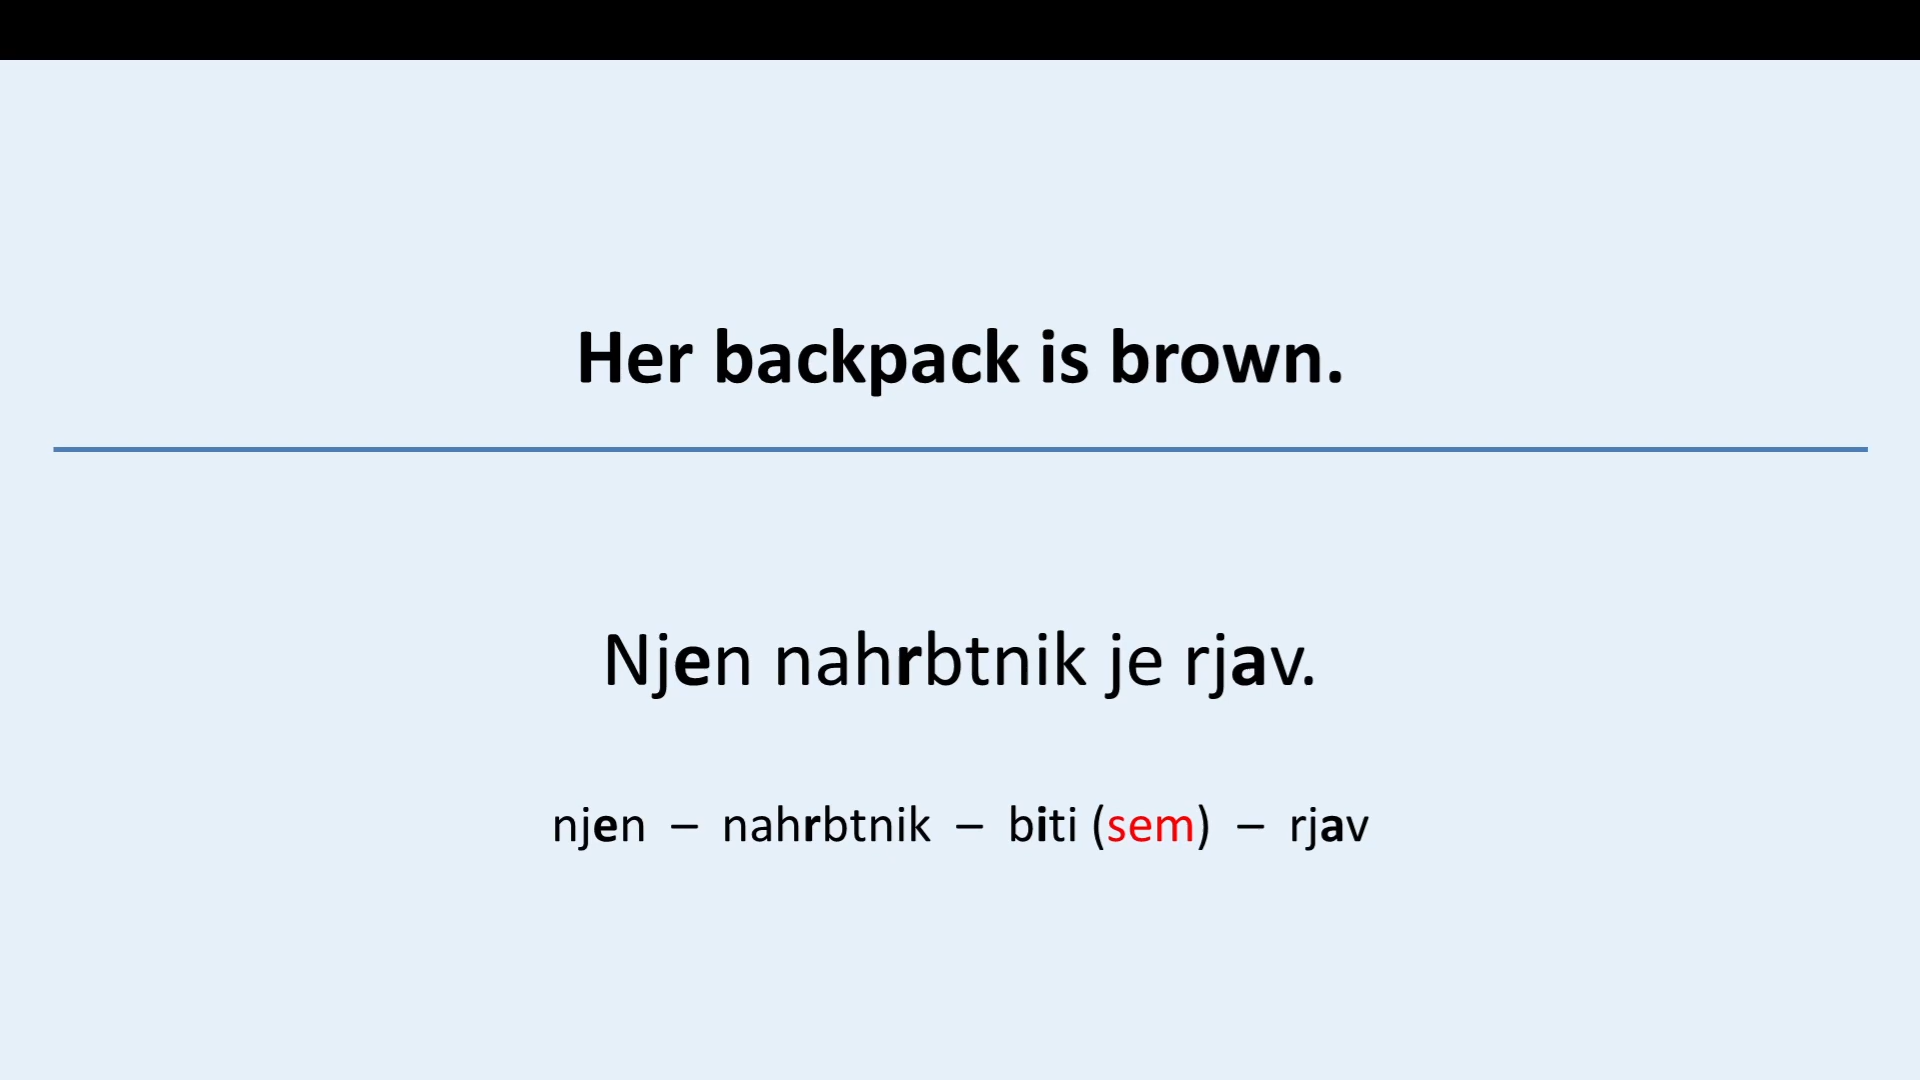 Her backpack is brown.
Njen nahrbtnik je rjav.
njen – nahrbtnik – biti (sem) – rjav